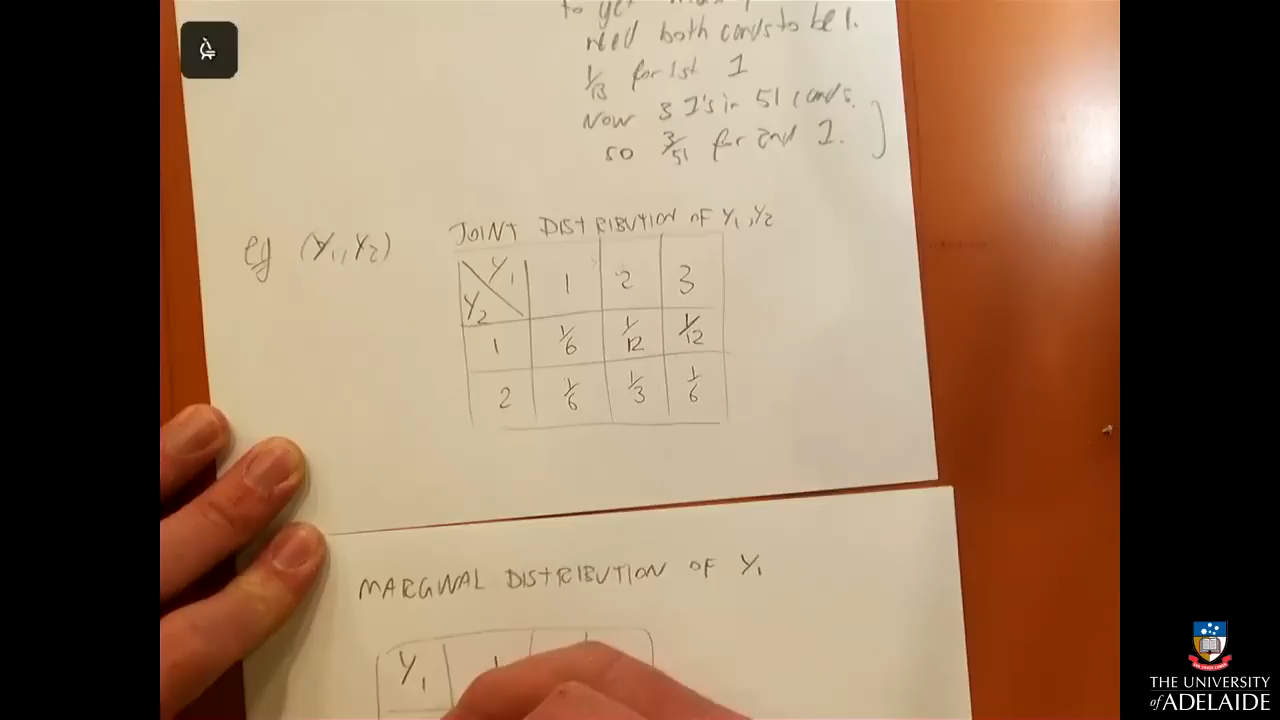 to get
need both cards to be 1.
1/13 for 1st 1
Now 3 1's in 51 cards.
so 3/51 for 2nd 1.
eg (Y1, Y2)
JOINT DISTRIBUTION OF Y1, Y2
Y1 1 2 3
Y2
1 1/6 1/12 1/12
2 1/6 1/3 1/6
MARGINAL DISTRIBUTION OF Y1
Y1 1
THE UNIVERSITY
of ADELAIDE